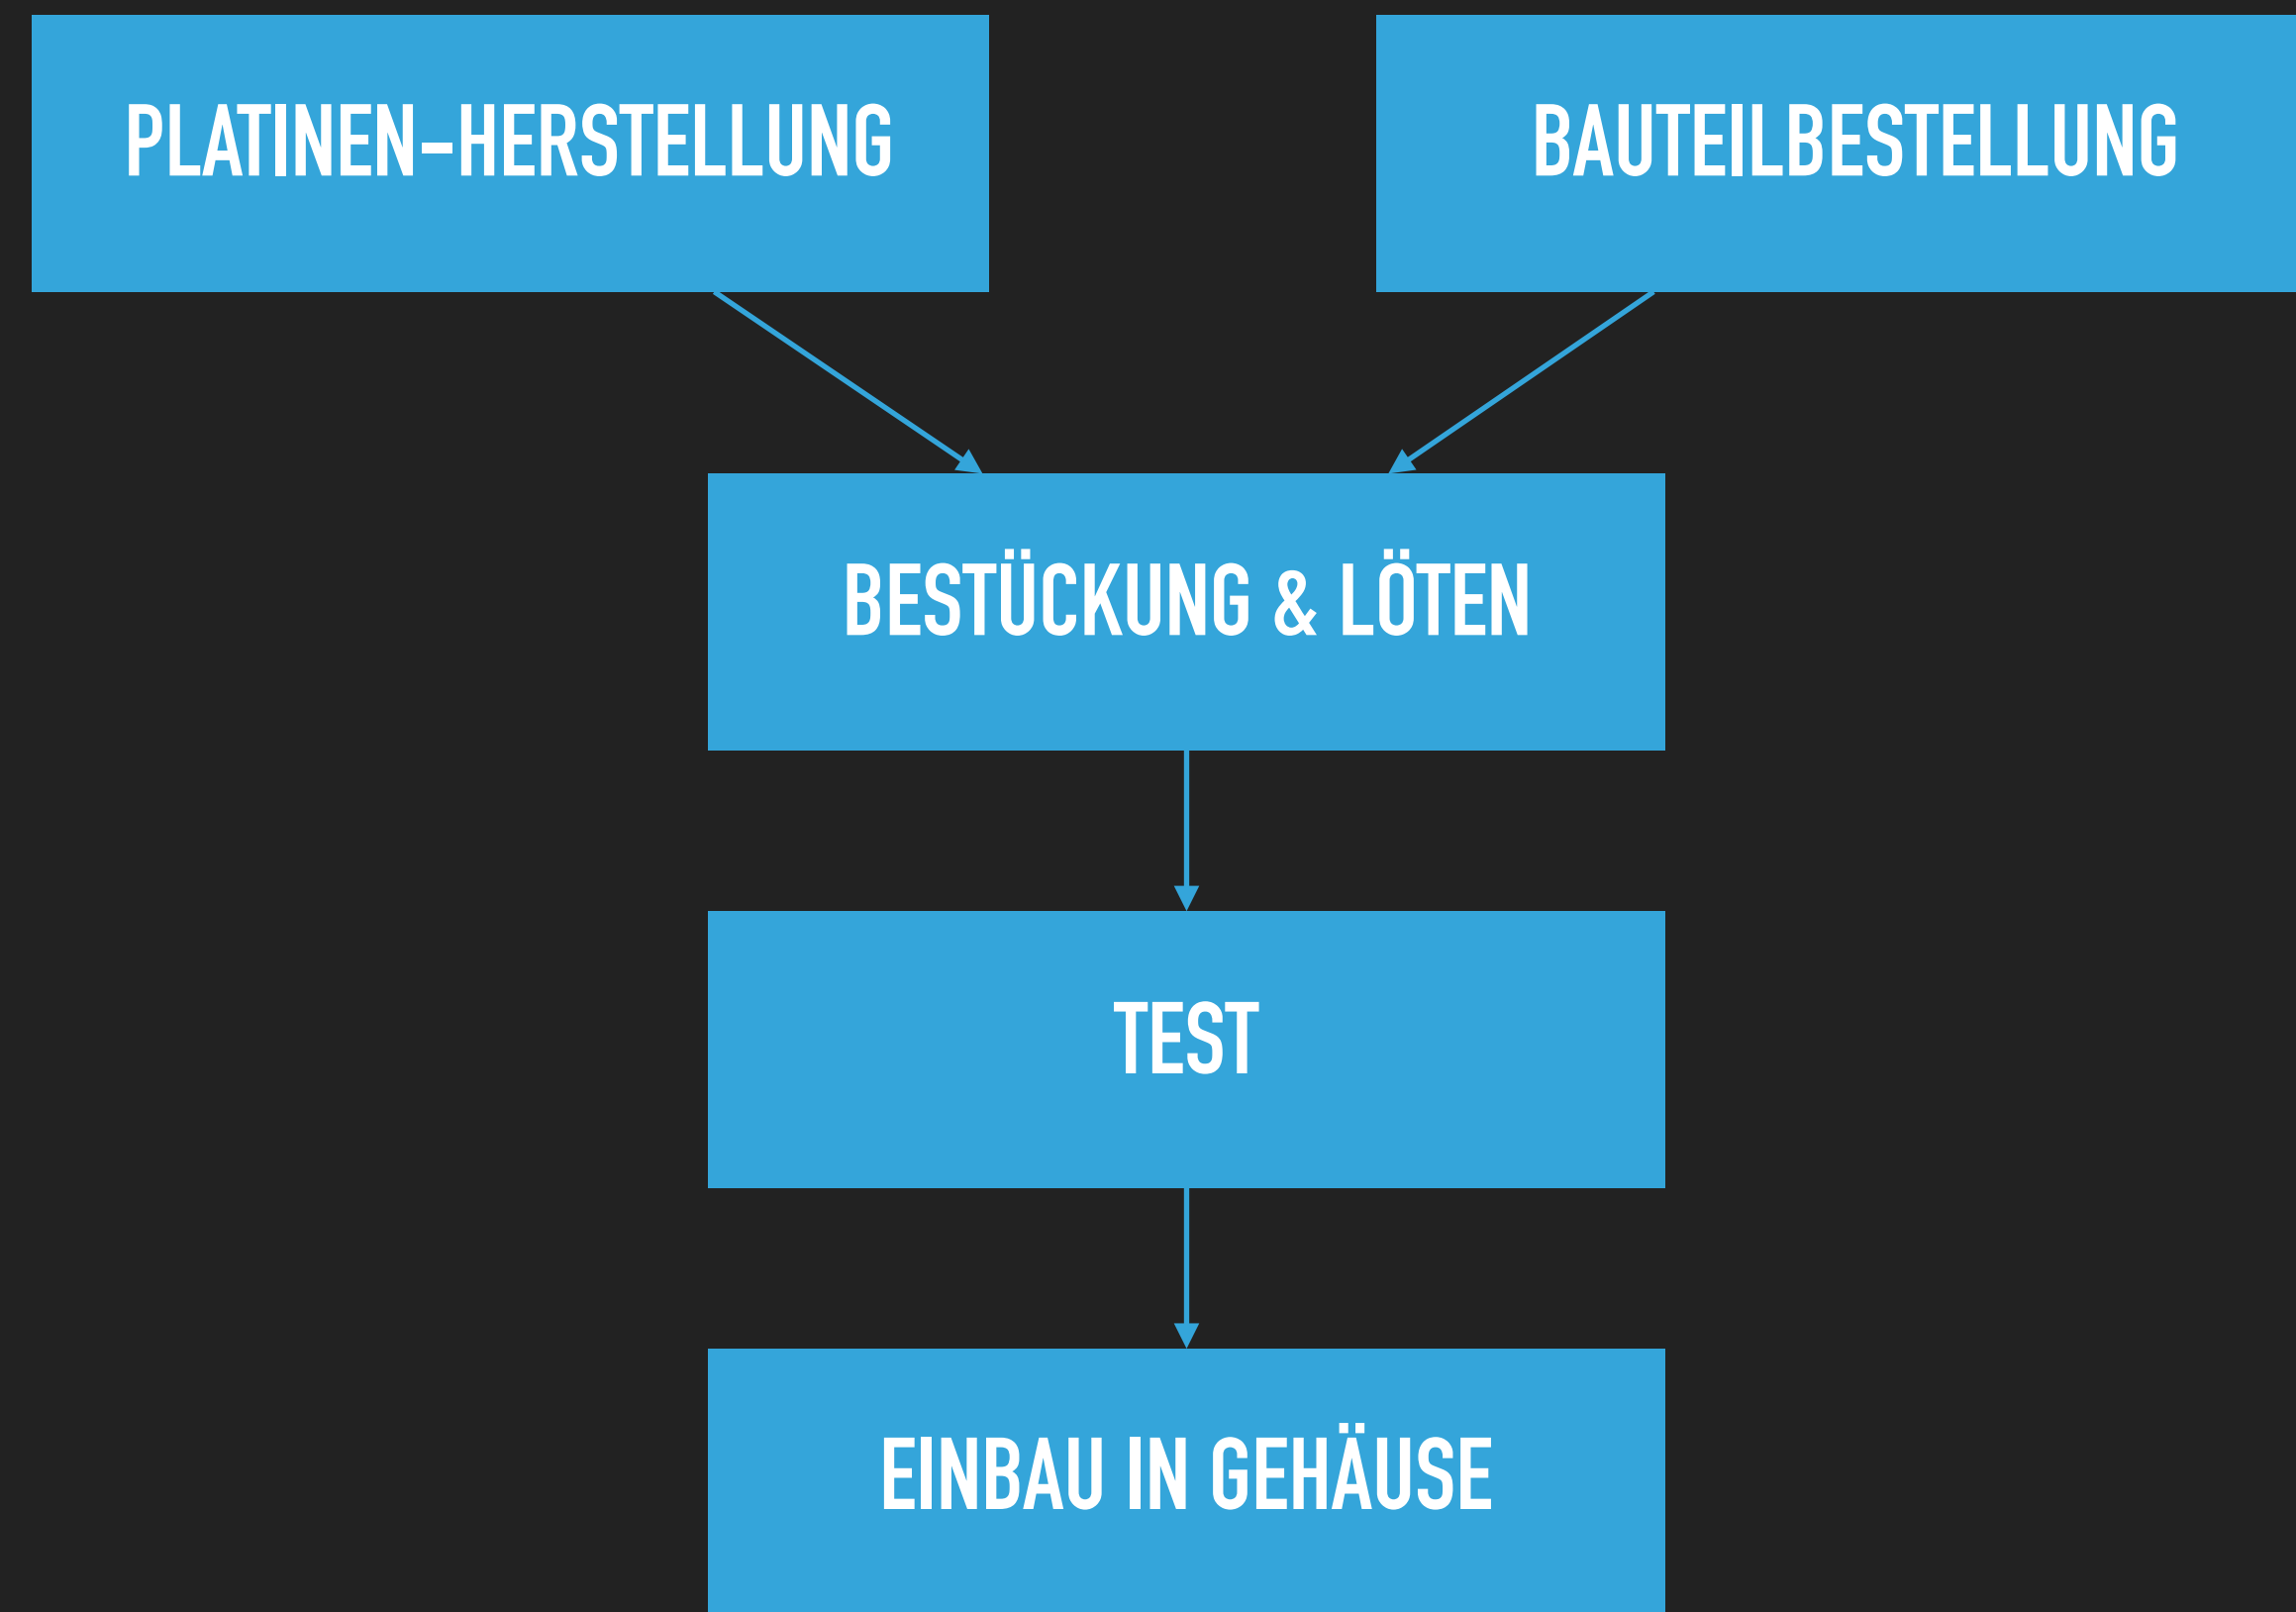 PLATINEN-HERSTELLUNG
BAUTEILBESTELLUNG
BESTÜCKUNG & LÖTEN
TEST
EINBAU IN GEHÄUSE